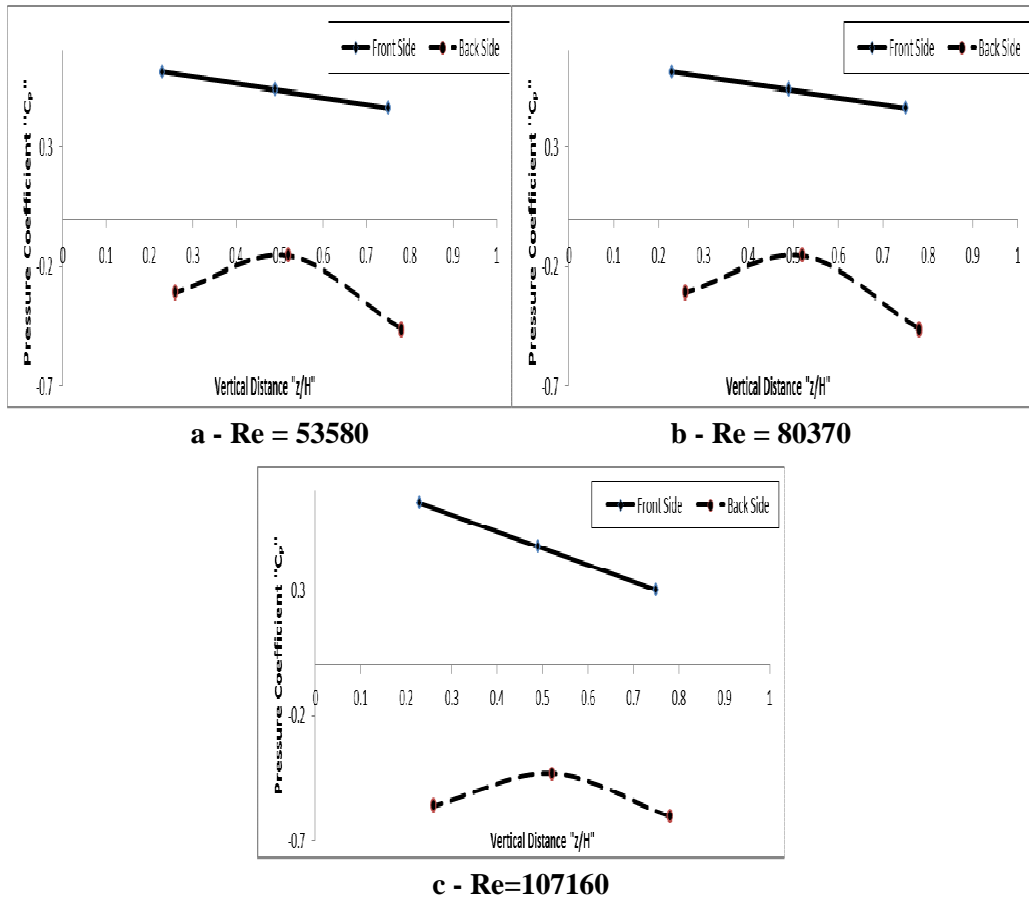 Front Side Back Side
Pressure Coefficient "Cₚ"
0.3
-0.2
-0.7
0 0.1 0.2 0.3 0.4 0.5 0.6 0.7 0.8 0.9 1
Vertical Distance "z/H"
a - Re = 53580
Front Side Back Side
Pressure Coefficient "Cₚ"
0.3
-0.2
-0.7
0 0.1 0.2 0.3 0.4 0.5 0.6 0.7 0.8 0.9 1
Vertical Distance "z/H"
b - Re = 80370
Front Side Back Side
Pressure Coefficient "Cₚ"
0.3
-0.2
-0.7
0 0.1 0.2 0.3 0.4 0.5 0.6 0.7 0.8 0.9 1
Vertical Distance "z/H"
c - Re=107160